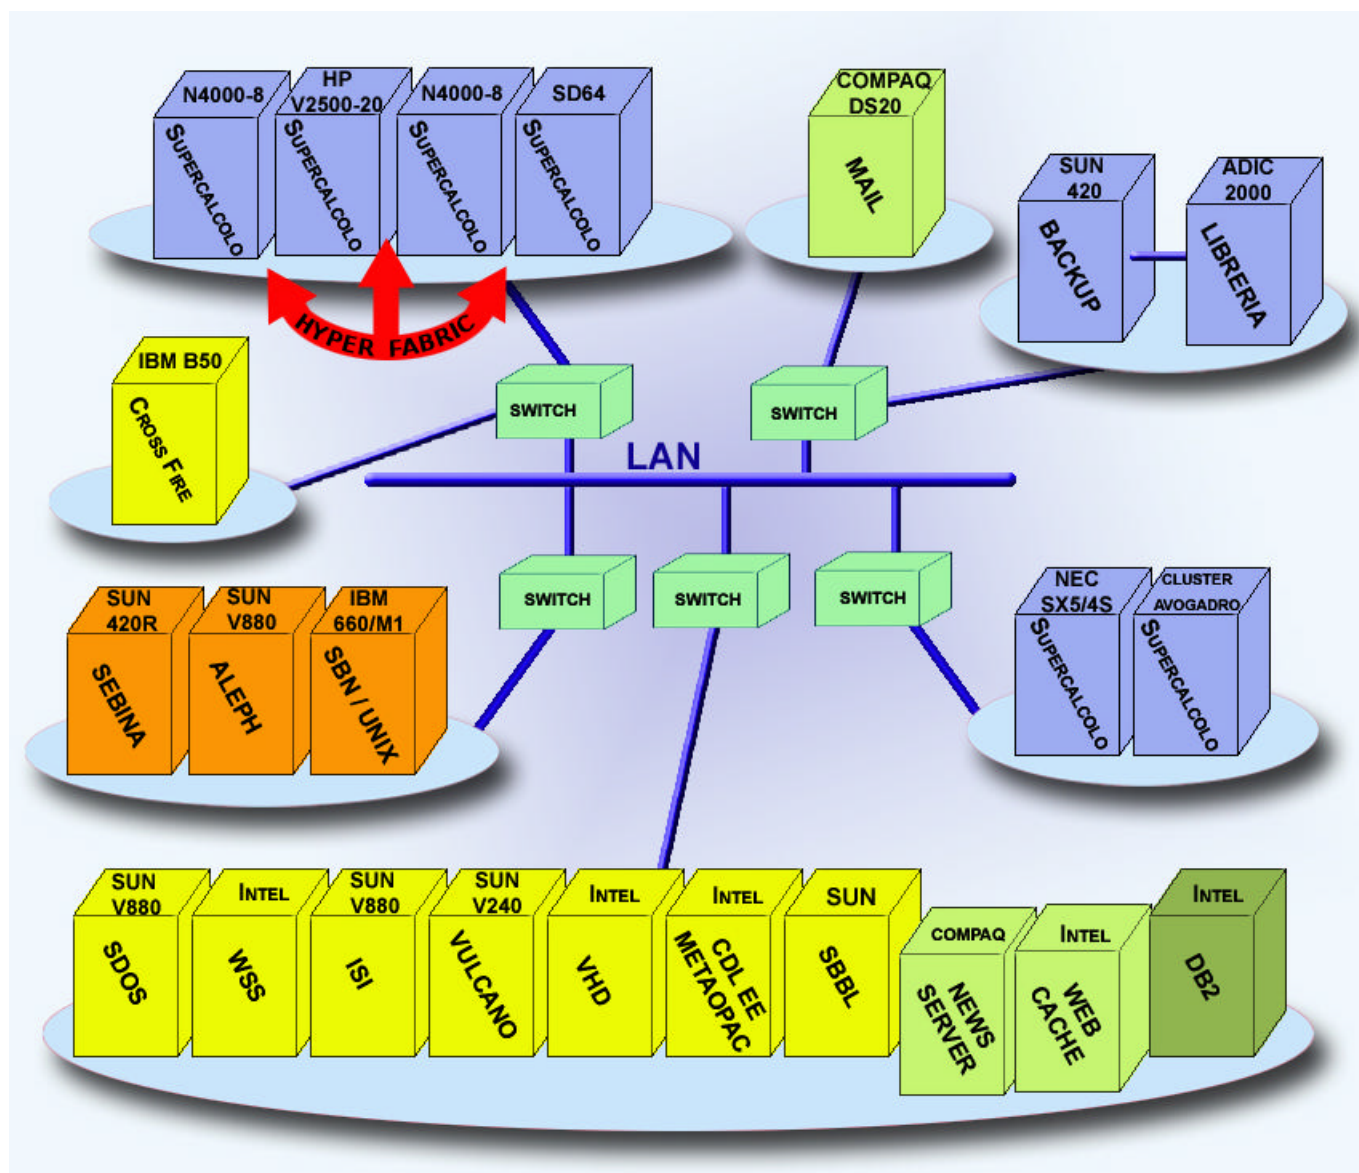 N4000-8
SUPERCALCOLO
HP
V2500-20
SUPERCALCOLO
N4000-8
SUPERCALCOLO
SD64
SUPERCALCOLO
HYPER FABRIC
COMPAQ
DS20
MAIL
SUN
420
BACKUP
ADIC
2000
LIBRERIA
IBM B50
CROSS FIRE
SWITCH
SWITCH
LAN
SWITCH
SWITCH
SWITCH
SUN
420R
SEBINA
SUN
V880
ALEPH
IBM
660/M1
SBN / UNIX
NEC
SX5/4S
SUPERCALCOLO
CLUSTER
AVOGADRO
SUPERCALCOLO
SUN
V880
SDOS
INTEL
WSS
SUN
V880
ISI
SUN
V240
VULCANO
INTEL
VHD
INTEL
CDL EE
METAOPAC
SUN
SBBL
COMPAQ
NEWS
SERVER
INTEL
WEB
CACHE
INTEL
DB2